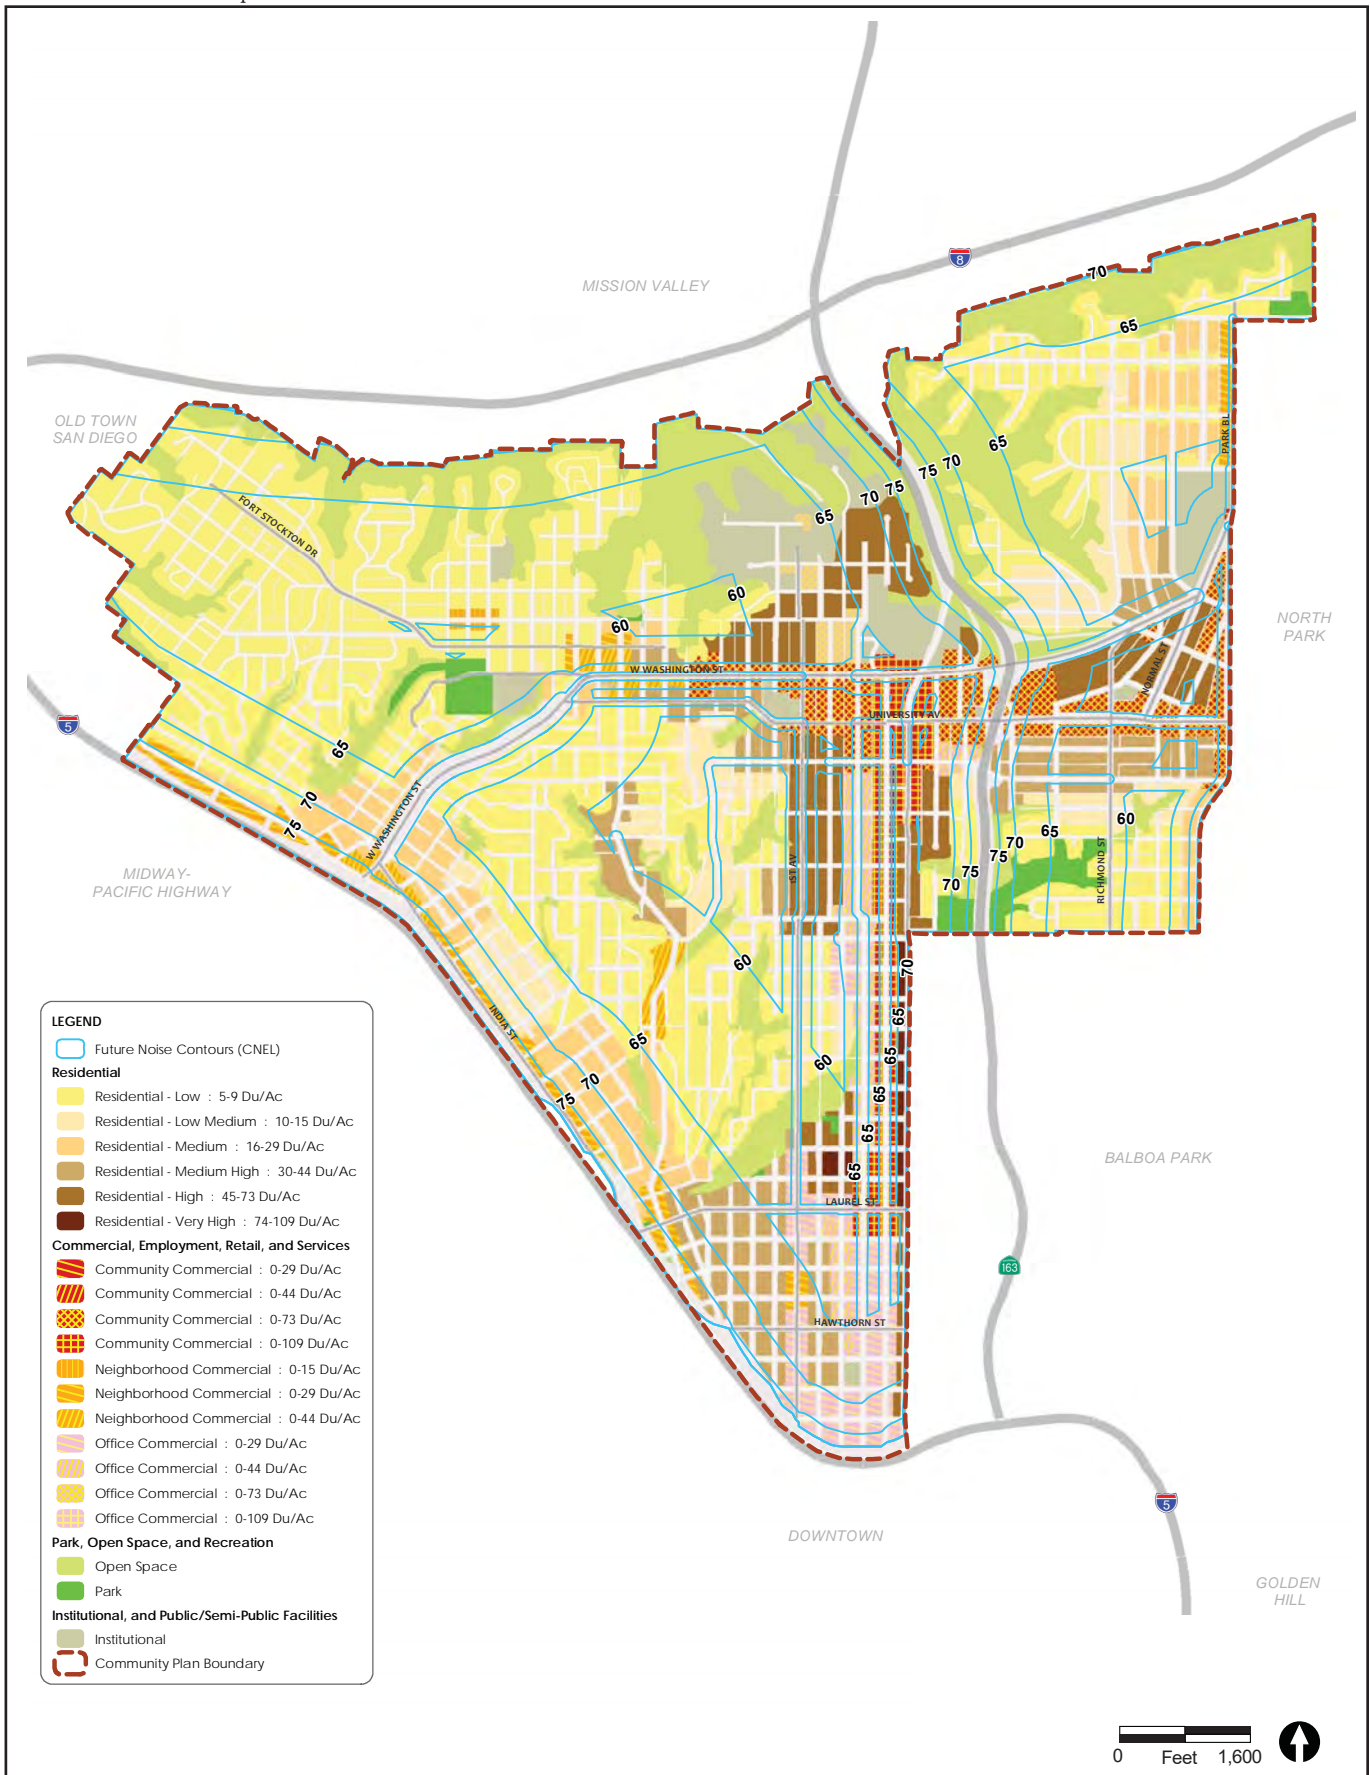 MISSION VALLEY
8
70
65
OLD TOWN
SAN DIEGO
PARK BL
65
70
75
75
70
65
FORT STOCKTON DR
60
60
NORTH
PARK
W WASHINGTON ST
NORMAL ST
UNIVERSITY AV
5
65
70
75
W WASHINGTON ST
60
65
70
75
75
70
RICHMOND ST
1ST AV
MIDWAY-
PACIFIC HIGHWAY
60
70
INDIA ST
65
65
65
60
65
70
75
65
65
65
BALBOA PARK
LAUREL ST
163
HAWTHORN ST
LEGEND
Future Noise Contours (CNEL)
Residential
Residential - Low : 5-9 Du/Ac
Residential - Low Medium : 10-15 Du/Ac
Residential - Medium : 16-29 Du/Ac
Residential - Medium High : 30-44 Du/Ac
Residential - High : 45-73 Du/Ac
Residential - Very High : 74-109 Du/Ac
Commercial, Employment, Retail, and Services
Community Commercial : 0-29 Du/Ac
Community Commercial : 0-44 Du/Ac
Community Commercial : 0-73 Du/Ac
Community Commercial : 0-109 Du/Ac
Neighborhood Commercial : 0-15 Du/Ac
Neighborhood Commercial : 0-29 Du/Ac
Neighborhood Commercial : 0-44 Du/Ac
Office Commercial : 0-29 Du/Ac
Office Commercial : 0-44 Du/Ac
Office Commercial : 0-73 Du/Ac
Office Commercial : 0-109 Du/Ac
Park, Open Space, and Recreation
Open Space
Park
Institutional, and Public/Semi-Public Facilities
Institutional
Community Plan Boundary
5
DOWNTOWN
GOLDEN
HILL
0 Feet 1,600